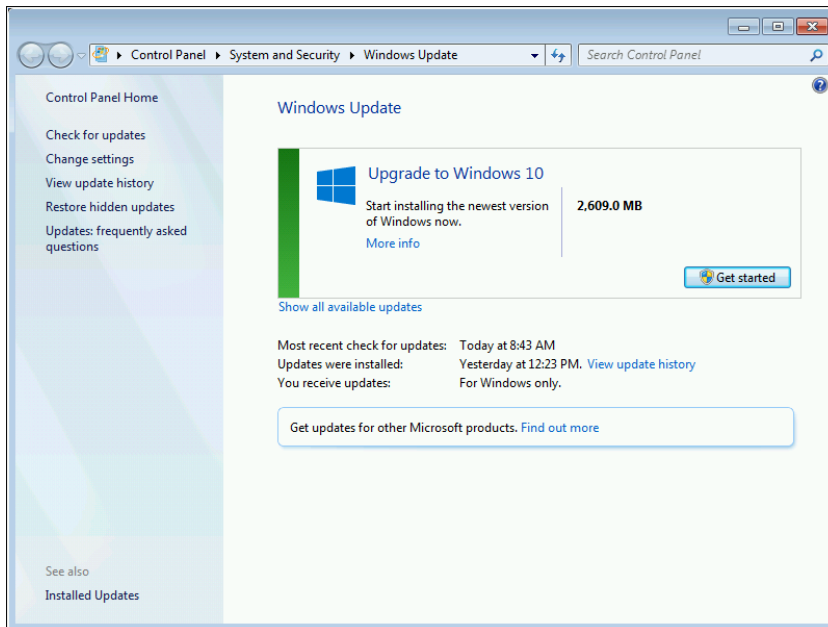 Control Panel System and Security Windows Update Search Control Panel
Control Panel Home
Check for updates
Change settings
View update history
Restore hidden updates
Updates: frequently asked
questions
See also
Installed Updates
Windows Update
Upgrade to Windows 10
Start installing the newest version
of Windows now.
More info
2,609.0 MB
Get started
Show all available updates
Most recent check for updates: Today at 8:43 AM
Updates were installed: Yesterday at 12:23 PM. View update history
You receive updates: For Windows only.
Get updates for other Microsoft products. Find out more